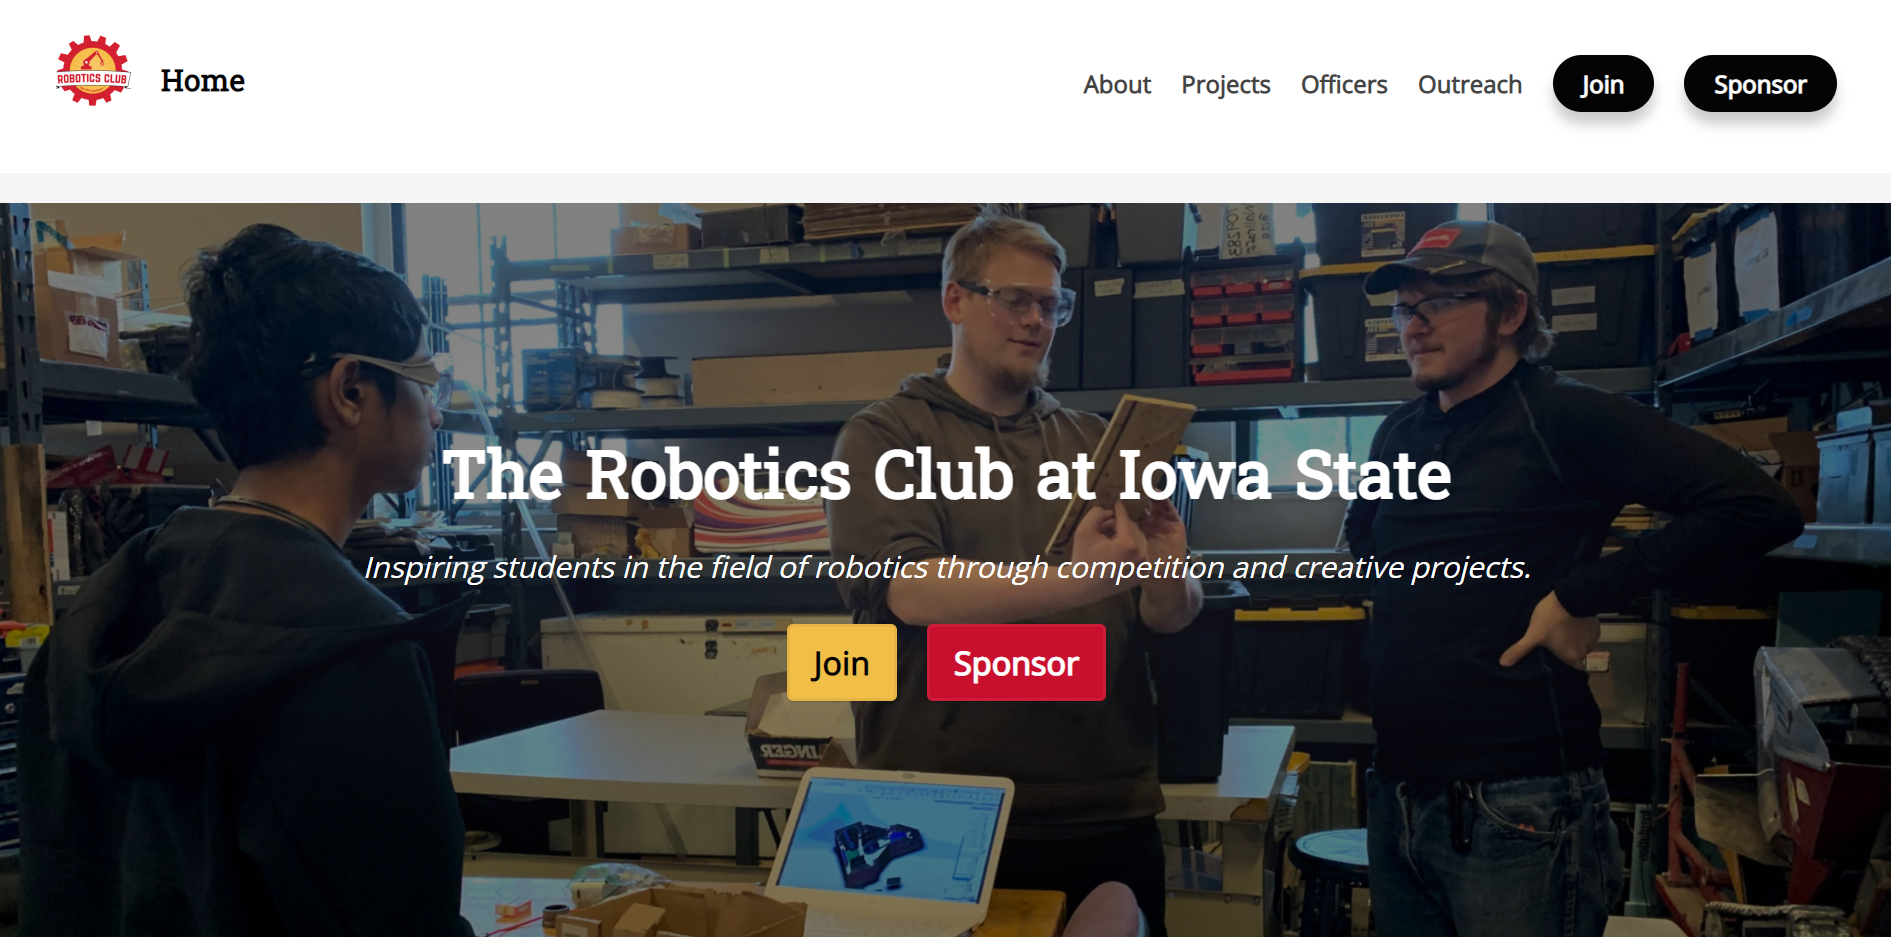 ROBOTICS CLUB
Home
About
Projects
Officers
Outreach
Join
Sponsor
The Robotics Club at Iowa State
Inspiring students in the field of robotics through competition and creative projects.
Join
Sponsor